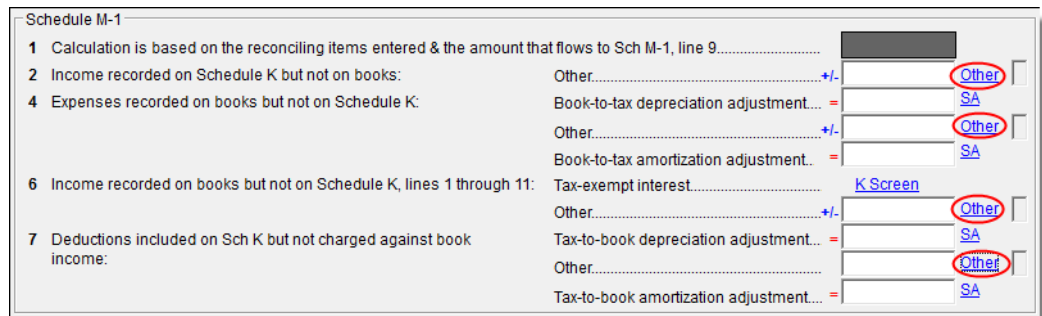 Schedule M-1
1 Calculation is based on the reconciling items entered & the amount that flows to Sch M-1, line 9..........................
2 Income recorded on Schedule K but not on books: Other......................................................+/- Other
4 Expenses recorded on books but not on Schedule K: Book-to-tax depreciation adjustment.... = SA
Other......................................................+/- Other
Book-to-tax amortization adjustment.. = SA
6 Income recorded on books but not on Schedule K, lines 1 through 11: Tax-exempt interest................................. K Screen
Other......................................................+/- Other
7 Deductions included on Sch K but not charged against book Tax-to-book depreciation adjustment... = SA
income: Other...................................................... Other
Tax-to-book amortization adjustment.... = SA